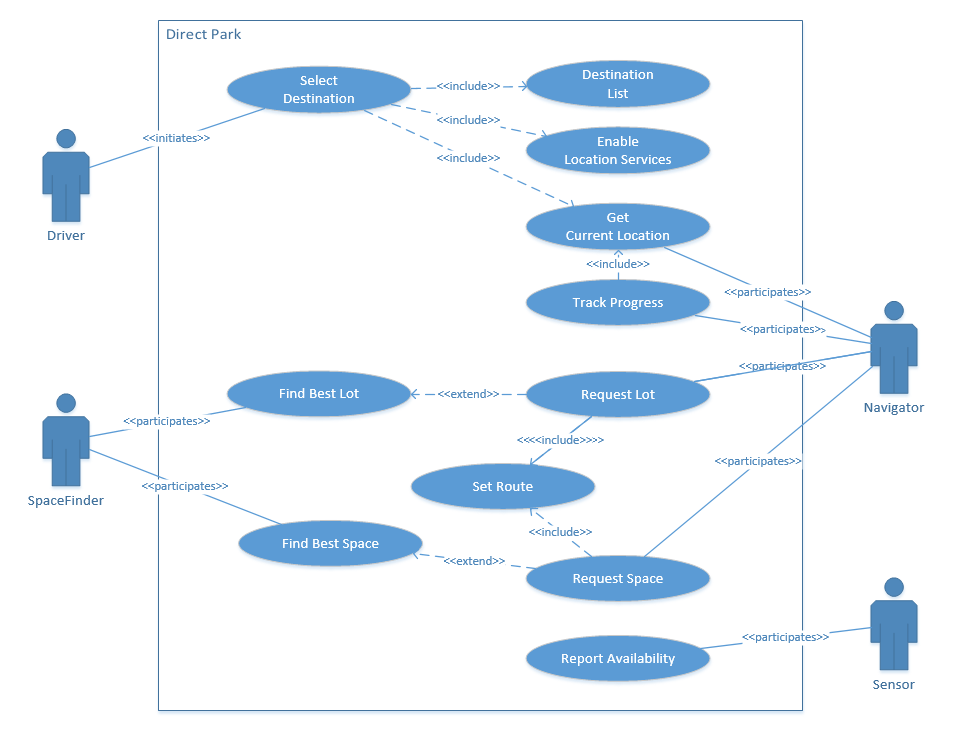 Direct Park
Select
Destination
<<include>>
Destination
List
<<include>>
<<initiates>>
Enable
Location Services
<<include>>
Driver
Get
Current Location
<<include>>
<<participates>>
Track Progress
<<participates>>
<<participates>>
Find Best Lot
<<extend>>
Request Lot
Navigator
<<participates>>
<<<<include>>>>
<<participates>>
SpaceFinder
<<participates>>
Set Route
<<include>>
Find Best Space
<<extend>>
Request Space
<<participates>>
Report Availability
Sensor